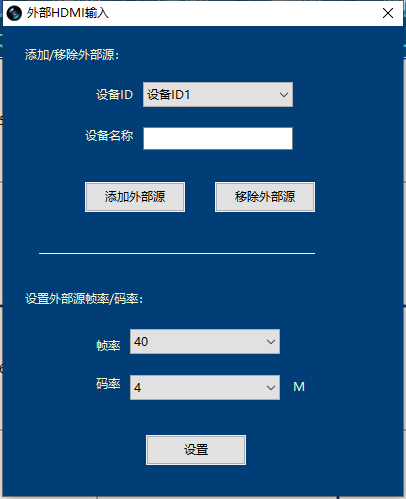 外部HDMI输入
添加/移除外部源：
设备ID 设备ID1
设备名称
添加外部源 移除外部源
设置外部源帧率/码率：
帧率 40
码率 4 M
设置